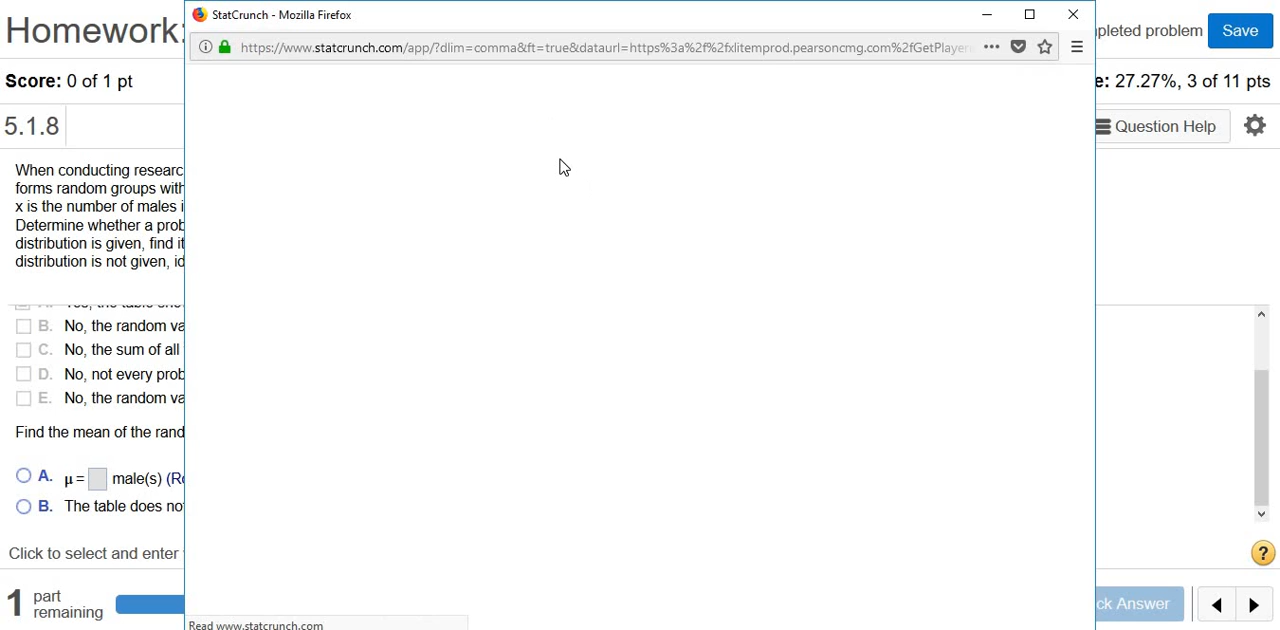 Homework:
StatCrunch - Mozilla Firefox
https://www.statcrunch.com/app/?dlim=comma&ft=true&dataurl=https%3a%2f%2fxlitemprod.pearsoncmg.com%2fGetPlayer
pleted problem
Save
Score: 0 of 1 pt
e: 27.27%, 3 of 11 pts
5.1.8
Question Help
When conducting researc
forms random groups with
x is the number of males i
Determine whether a prob
distribution is given, find it
distribution is not given, id
B. No, the random va
C. No, the sum of all
D. No, not every prob
E. No, the random va
Find the mean of the rand
A. μ = male(s) (Ro
B. The table does not
Click to select and enter
?
1 part
remaining
ck Answer
Read www.statcrunch.com